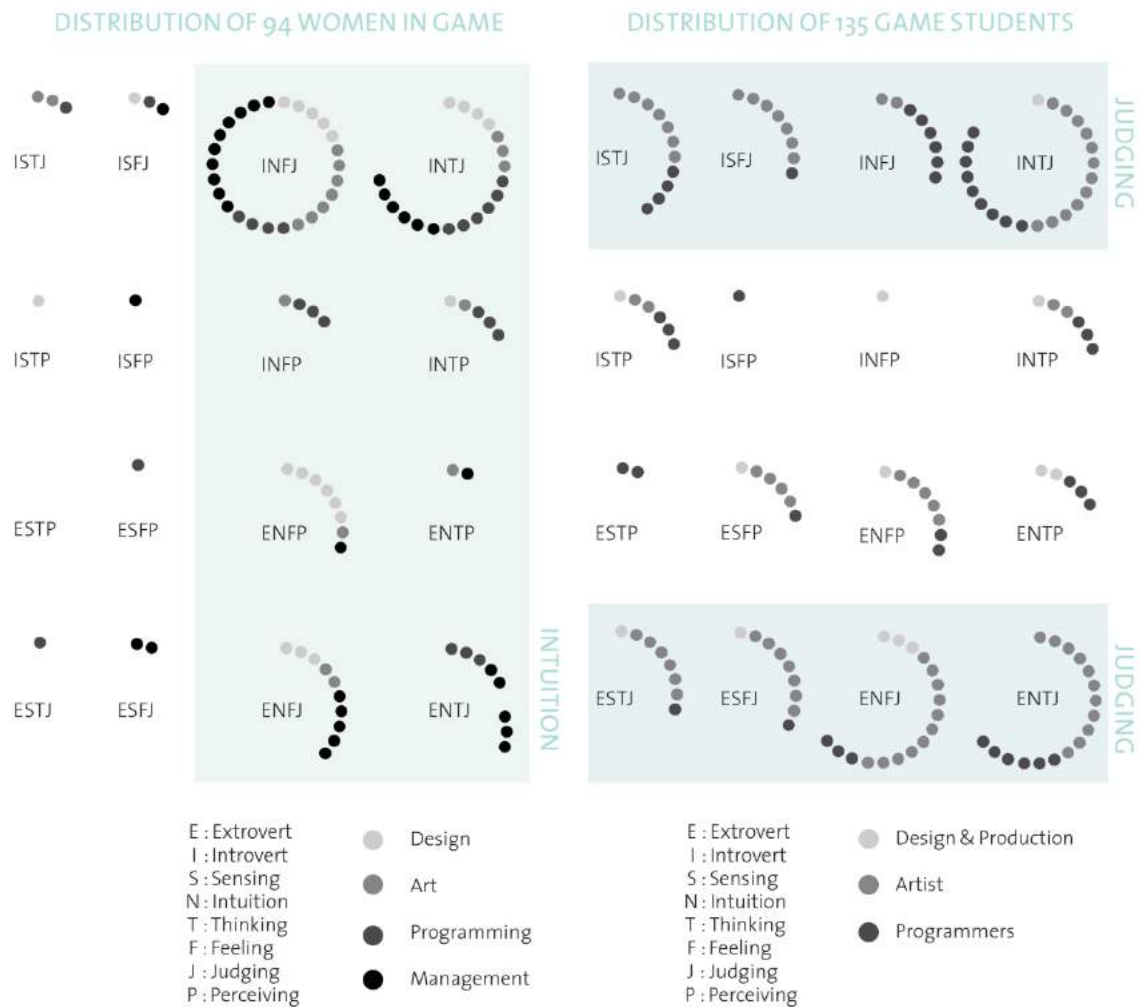 DISTRIBUTION OF 94 WOMEN IN GAME
DISTRIBUTION OF 135 GAME STUDENTS
ISTJ
ISFJ
INFJ
INTJ
ISTP
ISFP
INFP
INTP
ESTP
ESFP
ENFP
ENTP
ESTJ
ESFJ
ENFJ
ENTJ
INTUITION
ISTJ
ISFJ
INFJ
INTJ
JUDGING
ISTP
ISFP
INFP
INTP
ESTP
ESFP
ENFP
ENTP
ESTJ
ESFJ
ENFJ
ENTJ
JUDGING
E : Extrovert
I : Introvert
S : Sensing
N : Intuition
T : Thinking
F : Feeling
J : Judging
P : Perceiving
Design
Art
Programming
Management
E : Extrovert
I : Introvert
S : Sensing
N : Intuition
T : Thinking
F : Feeling
J : Judging
P : Perceiving
Design & Production
Artist
Programmers